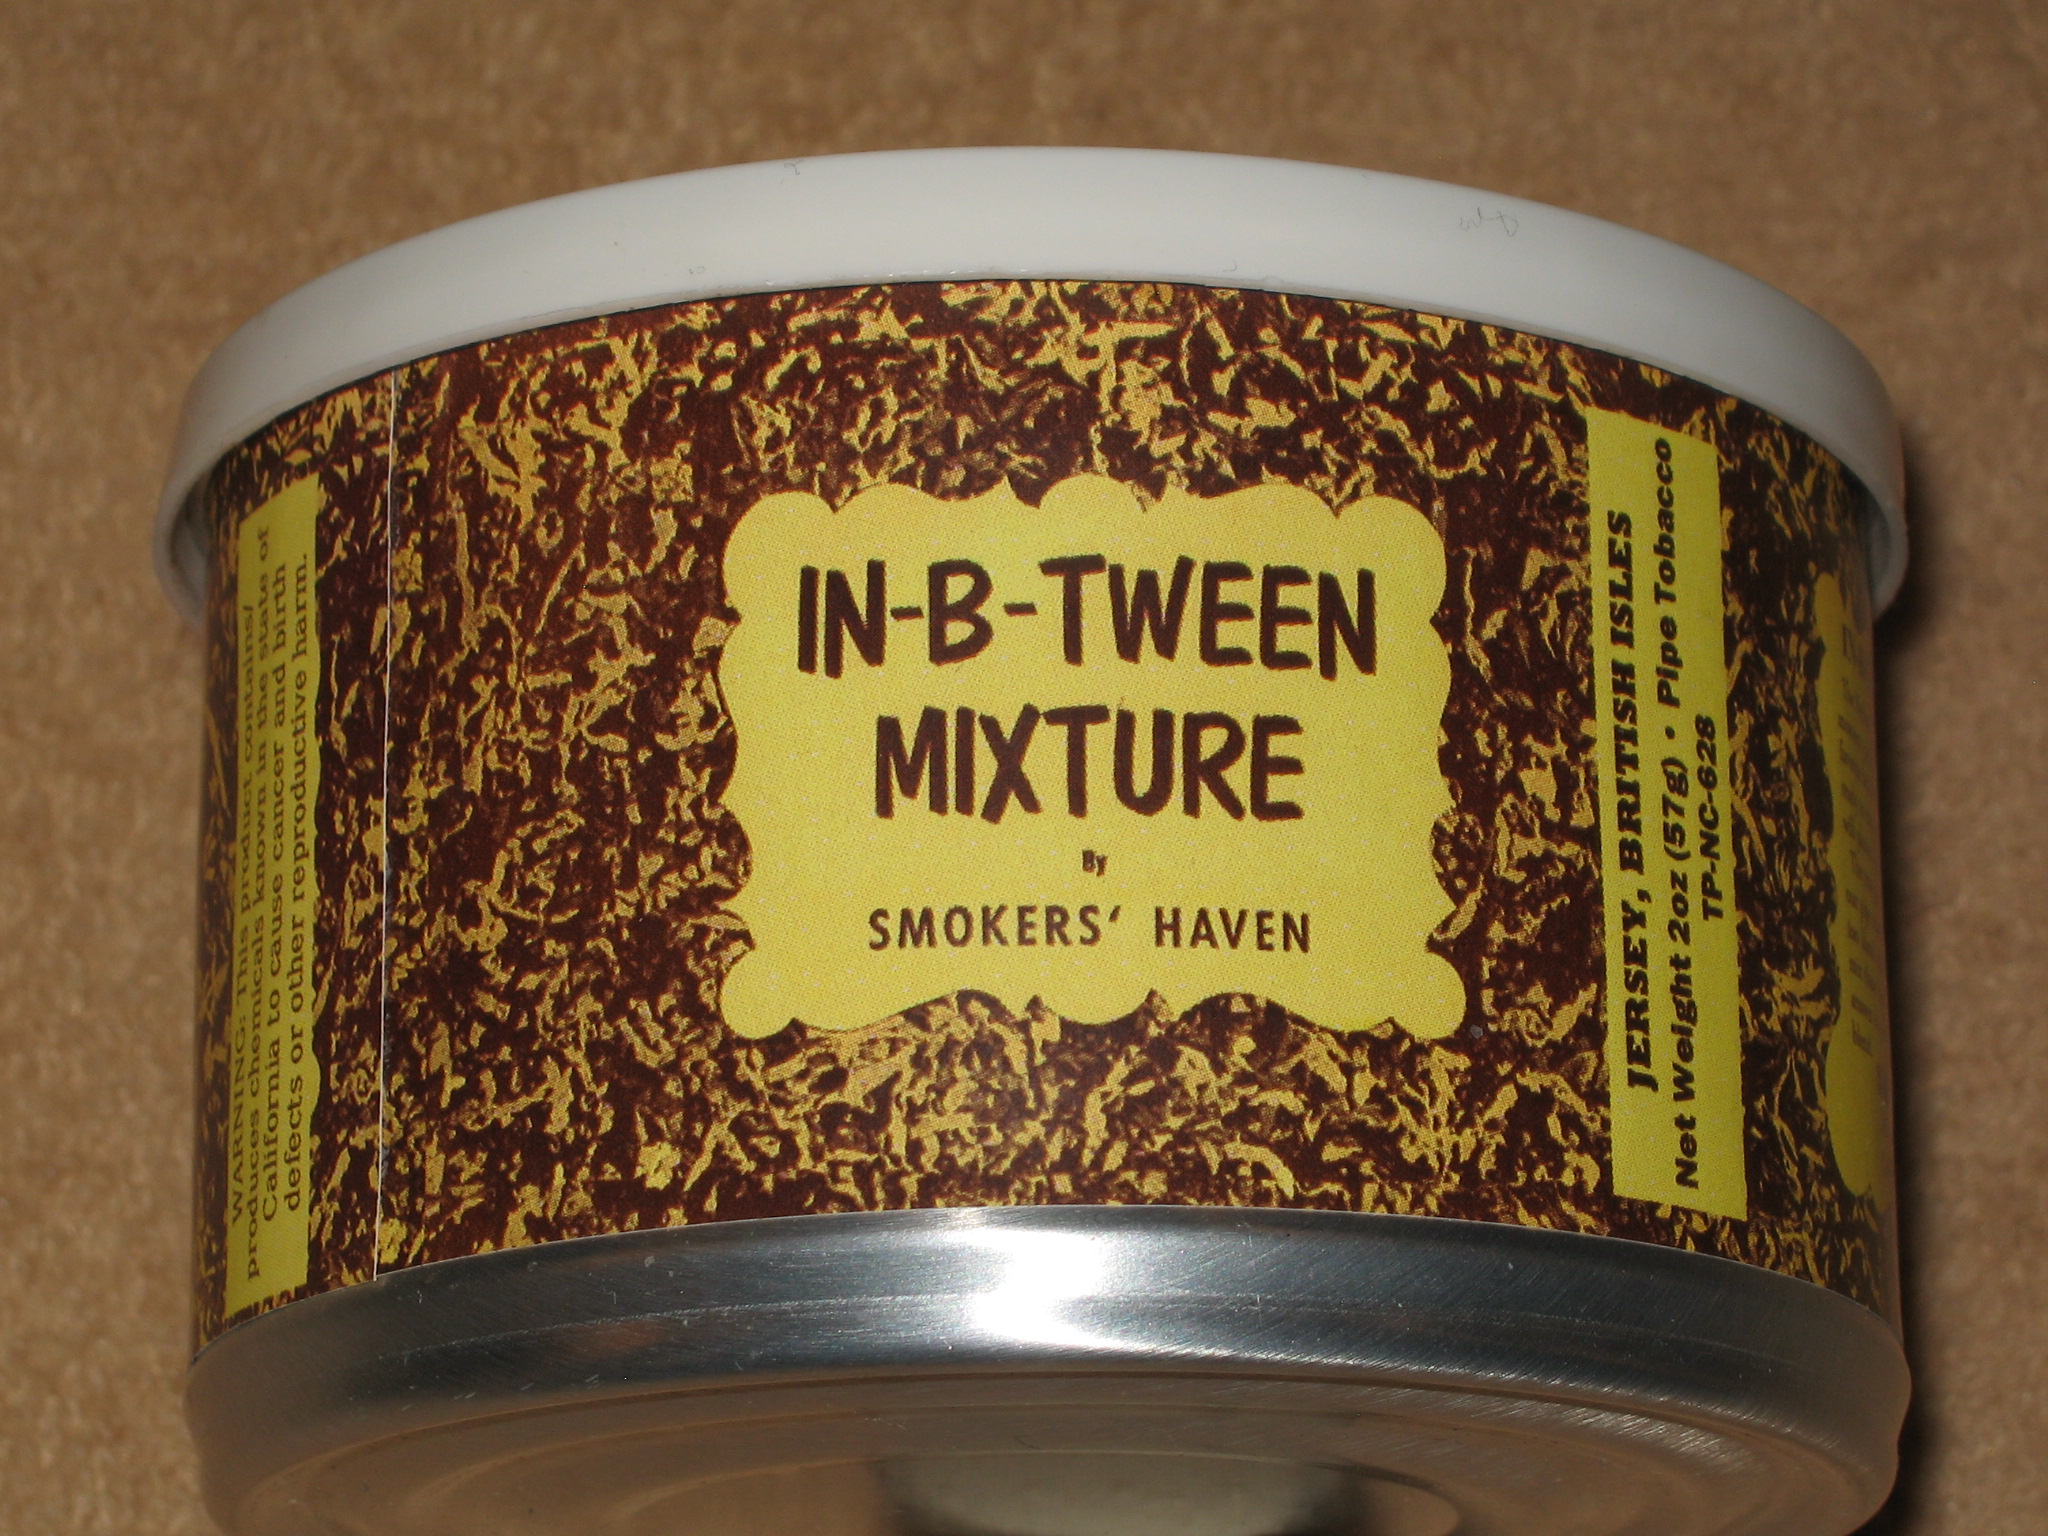 WARNING: This product contains/
produces chemicals known in the state of
California to cause cancer and birth
defects or other reproductive harm.
IN-B-TWEEN
MIXTURE
By
SMOKERS' HAVEN
JERSEY, BRITISH ISLES
Net Weight 2oz (57g) • Pipe Tobacco
TP-NC-628